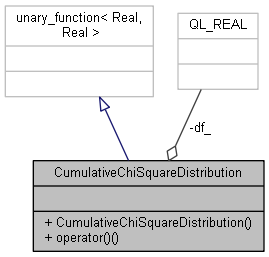 unary_function< Real,
Real >
QL_REAL
-df_
CumulativeChiSquareDistribution
+ CumulativeChiSquareDistribution()
+ operator()()